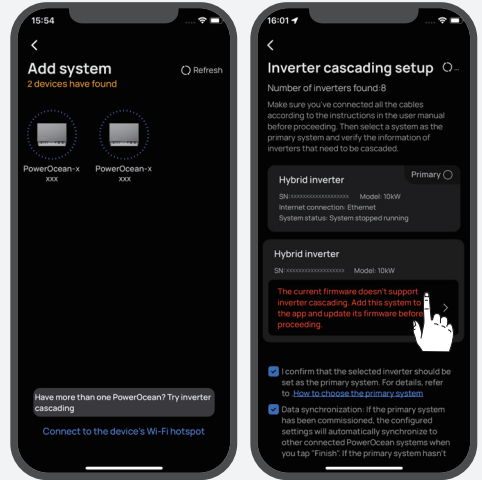 15:54
Add system
Refresh
2 devices have found
PowerOcean-x
xxx
PowerOcean-x
xxx
Have more than one PowerOcean? Try inverter
cascading
Connect to the device's Wi-Fi hotspot
16:01
Inverter cascading setup
Number of inverters found:8
Make sure you've connected all the cables
according to the instructions in the user manual
before proceeding. Then select a system as the
primary system and verify the information of
inverters that need to be cascaded.
Primary
Hybrid inverter
SN:xxxxxxxxxxxxxxxxxx Model: 10kW
Internet connection: Ethernet
System status: System stopped running
Hybrid inverter
SN:xxxxxxxxxxxxxxxxxx Model: 10kW
The current firmware doesn't support
inverter cascading. Add this system to
the app and update its firmware before
proceeding.
I confirm that the selected inverter should be
set as the primary system. For details, refer
to How to choose the primary system
Data synchronization: If the primary system
has been commissioned, the configured
settings will automatically synchronize to
other connected PowerOcean systems when
you tap "Finish". If the primary system hasn't